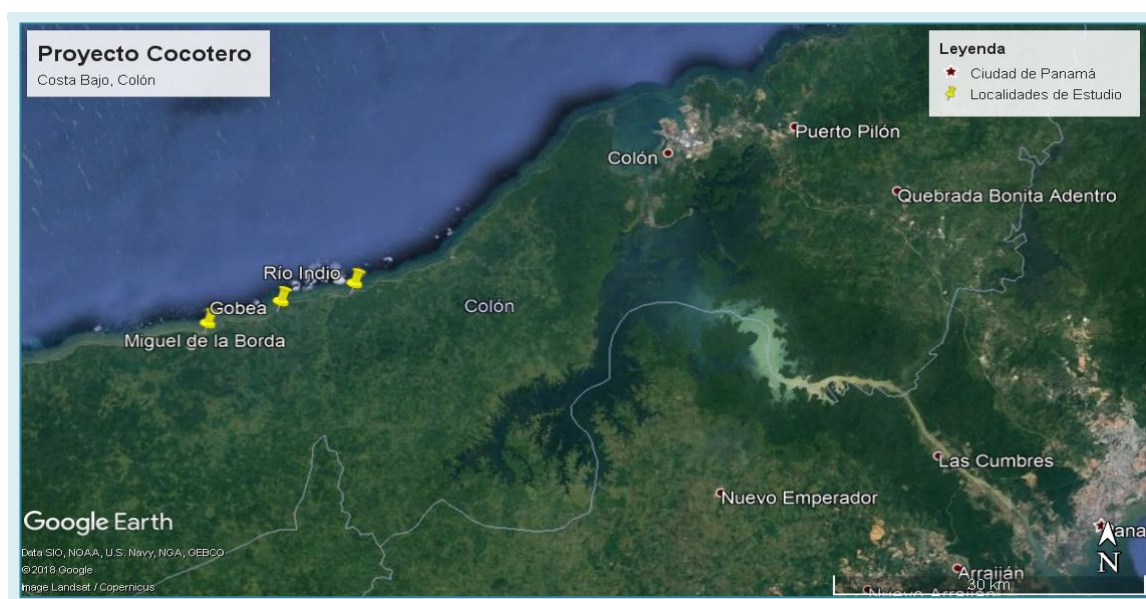 Proyecto Cocotero
Costa Bajo, Colón
Leyenda
Ciudad de Panamá
Localidades de Estudio
Puerto Pilón
Colón
Quebrada Bonita Adentro
Río Indio
Gobea
Colón
Miguel de la Borda
Las Cumbres
Nuevo Emperador
Google Earth
Data SIO, NOAA, U.S. Navy, NGA, GEBCO
© 2018 Google
Image Landsat / Copernicus
N
Arraiján
30 km
Nuevo Arraiján